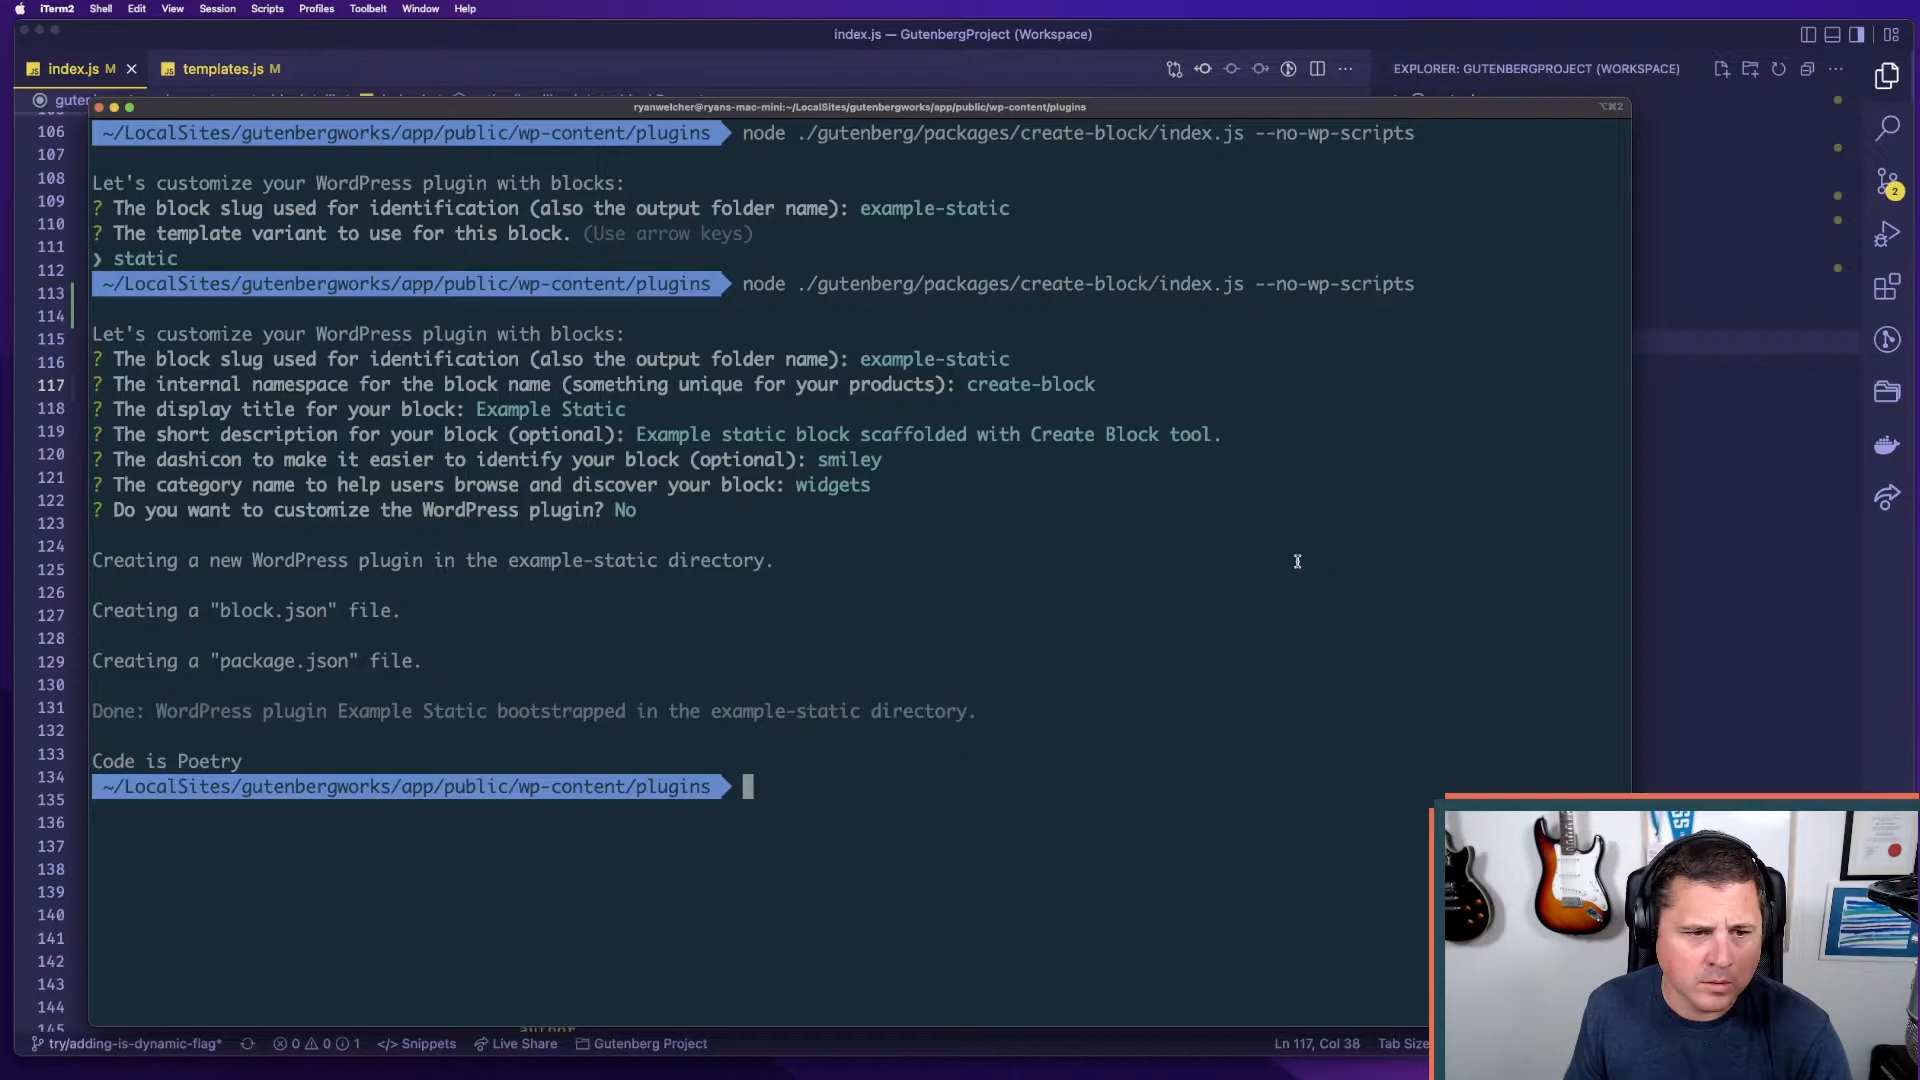 iTerm2 Shell Edit View Session Scripts Profiles Toolbelt Window Help
index.js — GutenbergProject (Workspace)
index.js M
templates.js M
EXPLORER: GUTENBERGPROJECT (WORKSPACE)
ryanwelcher@ryans-mac-mini:~/LocalSites/gutenbergworks/app/public/wp-content/plugins
⌥⌘2
106
107
108
109
110
111
112
113
114
115
116
117
118
119
120
121
122
123
124
125
126
127
128
129
130
131
132
133
134
135
136
137
138
139
140
141
142
143
144
145
~/LocalSites/gutenbergworks/app/public/wp-content/plugins node ./gutenberg/packages/create-block/index.js --no-wp-scripts
Let's customize your WordPress plugin with blocks:
? The block slug used for identification (also the output folder name): example-static
? The template variant to use for this block. (Use arrow keys)
❯ static
~/LocalSites/gutenbergworks/app/public/wp-content/plugins node ./gutenberg/packages/create-block/index.js --no-wp-scripts
Let's customize your WordPress plugin with blocks:
? The block slug used for identification (also the output folder name): example-static
? The internal namespace for the block name (something unique for your products): create-block
? The display title for your block: Example Static
? The short description for your block (optional): Example static block scaffolded with Create Block tool.
? The dashicon to make it easier to identify your block (optional): smiley
? The category name to help users browse and discover your block: widgets
? Do you want to customize the WordPress plugin? No
Creating a new WordPress plugin in the example-static directory.
Creating a "block.json" file.
Creating a "package.json" file.
Done: WordPress plugin Example Static bootstrapped in the example-static directory.
Code is Poetry
~/LocalSites/gutenbergworks/app/public/wp-content/plugins
2
author
try/adding-is-dynamic-flag* 0 0 1 </> Snippets Live Share Gutenberg Project
Ln 117, Col 38 Tab Size